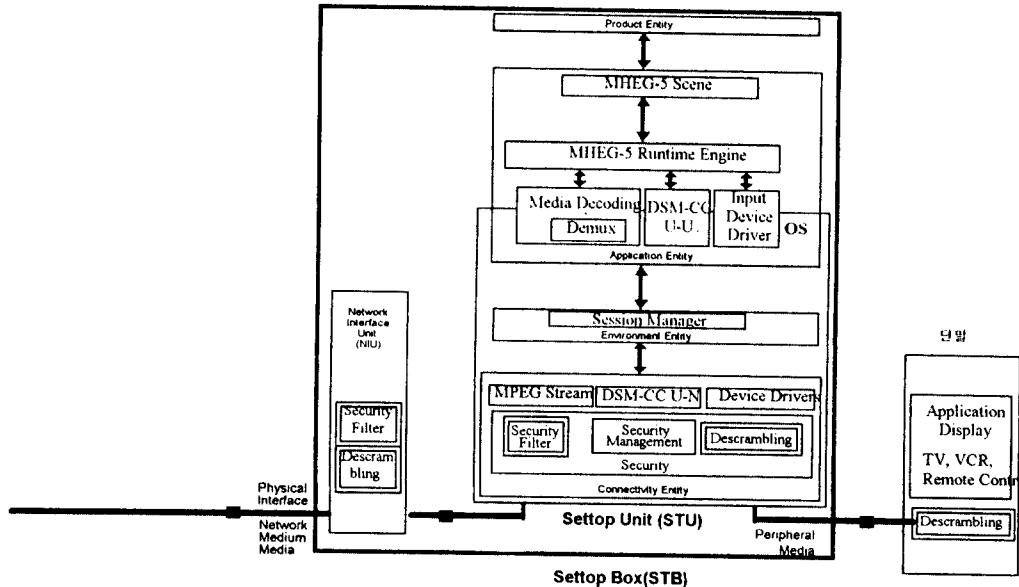 Product Entity
MHEG-5 Scene
MHEG-5 Runtime Engine
Media Decoding
Demux
DSM-CC
U-U
Input
Device
Driver
OS
Application Entity
Session Manager
Environment Entity
MPEG Stream
DSM-CC U-N
Device Drivers
Security
Filter
Security
Management
Descrambling
Security
Connectivity Entity
Settop Unit (STU)
Network
Interface
Unit
(NIU)
Security
Filter
Descram
bling
Physical
Interface
Network
Medium
Media
Peripheral
Media
단말
Application
Display
TV, VCR,
Remote Contr
Descrambling
Settop Box(STB)